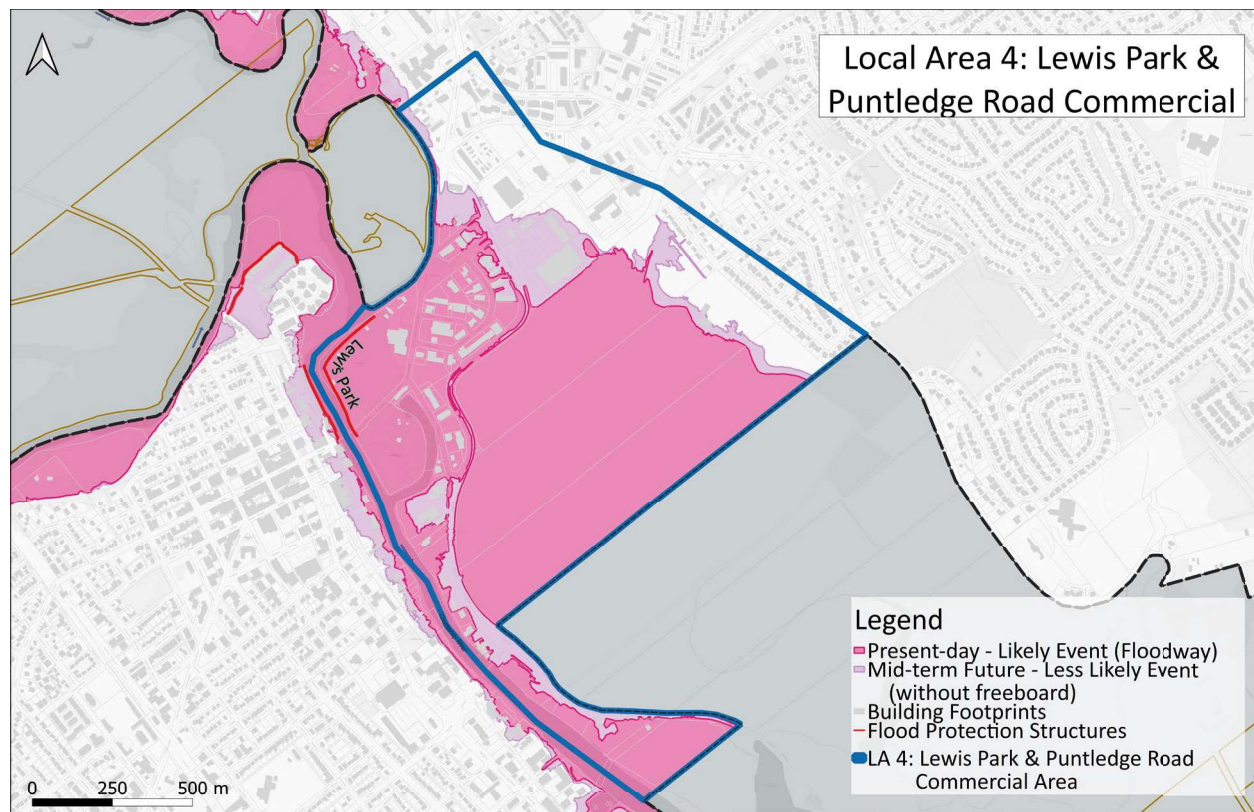 Local Area 4: Lewis Park &
Puntledge Road Commercial
Lewis Park
Legend
Present-day - Likely Event (Floodway)
Mid-term Future - Less Likely Event
(without freeboard)
Building Footprints
Flood Protection Structures
LA 4: Lewis Park & Puntledge Road
Commercial Area
0 250 500 m